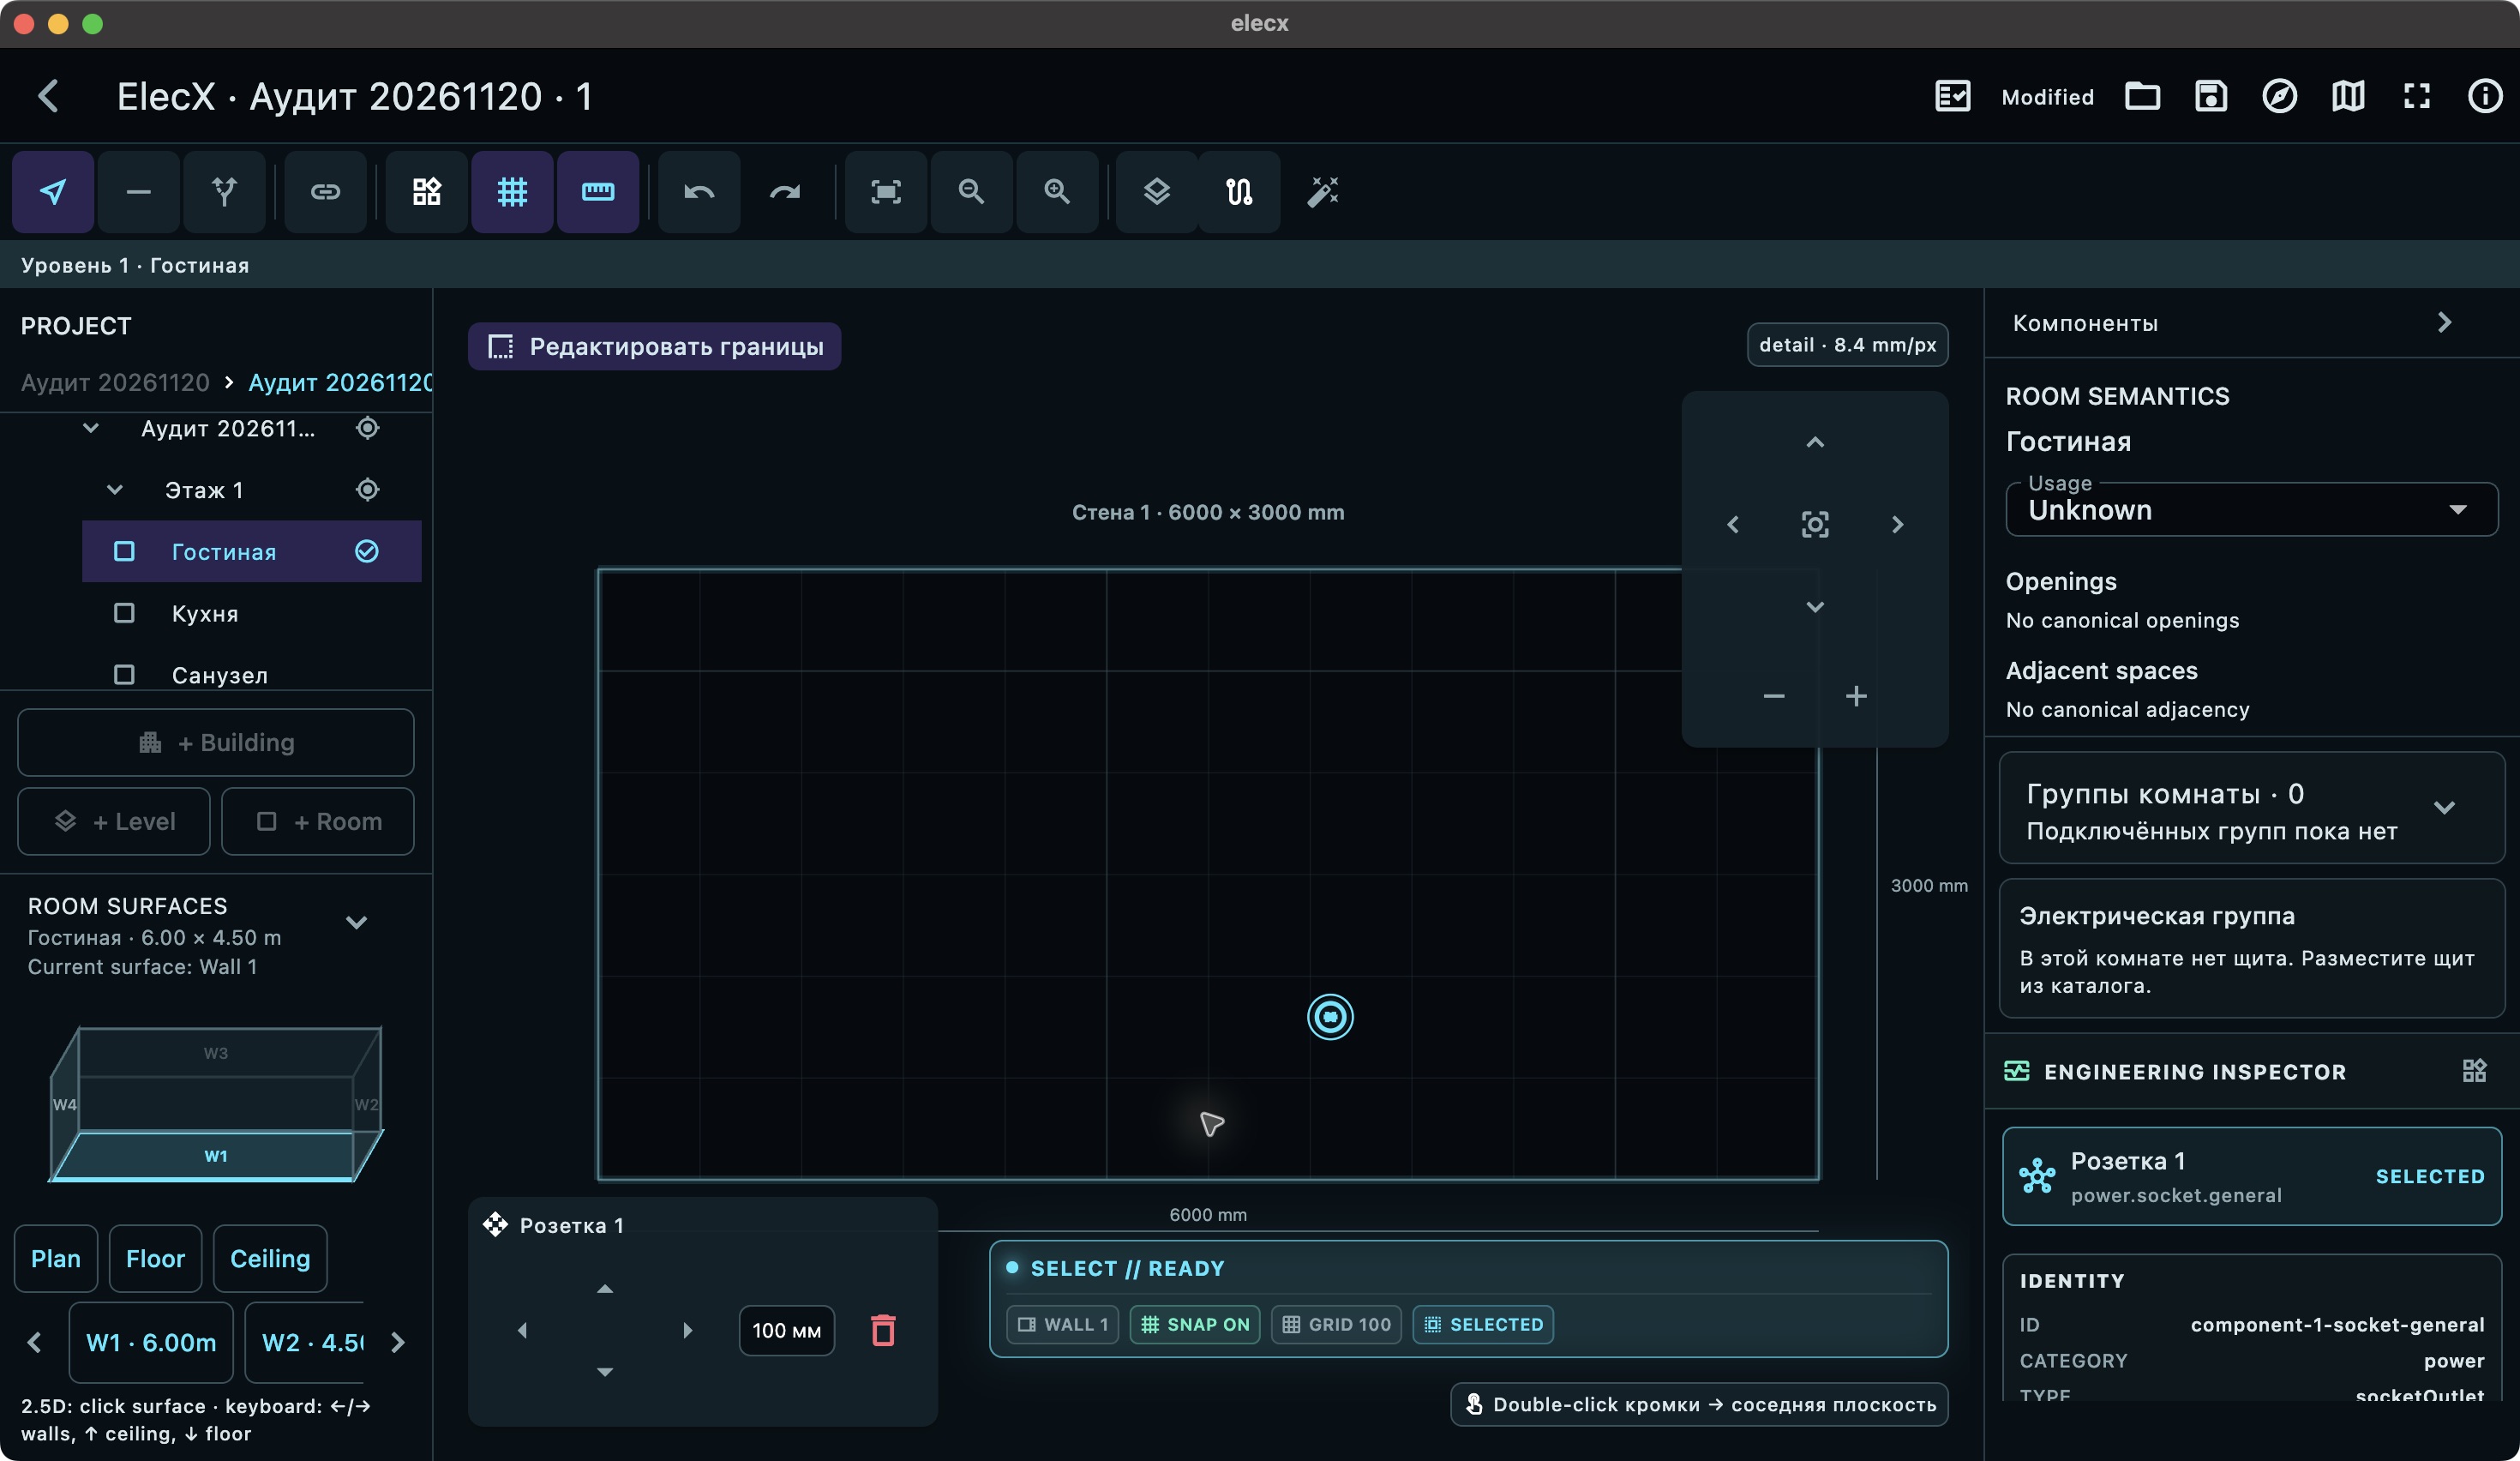 elecx
ElecX · Аудит 20261120 · 1
Modified
Уровень 1 · Гостиная
PROJECT
Аудит 20261120 › Аудит 20261120
Аудит 202611...
Этаж 1
Гостиная
Кухня
Санузел
+ Building
+ Level
+ Room
ROOM SURFACES
Гостиная · 6.00 × 4.50 m
Current surface: Wall 1
W3
W4
W2
W1
Plan
Floor
Ceiling
W1 · 6.00m
W2 · 4.50
2.5D: click surface · keyboard: ←/→
walls, ↑ ceiling, ↓ floor
Редактировать границы
detail · 8.4 mm/px
Стена 1 · 6000 × 3000 mm
3000 mm
6000 mm
Розетка 1
100 мм
SELECT // READY
WALL 1
SNAP ON
GRID 100
SELECTED
Double-click кромки → соседняя плоскость
Компоненты
ROOM SEMANTICS
Гостиная
Usage
Unknown
Openings
No canonical openings
Adjacent spaces
No canonical adjacency
Группы комнаты · 0
Подключённых групп пока нет
Электрическая группа
В этой комнате нет щита. Разместите щит
из каталога.
ENGINEERING INSPECTOR
Розетка 1
power.socket.general
SELECTED
IDENTITY
ID component-1-socket-general
CATEGORY power
TYPE socketOutlet